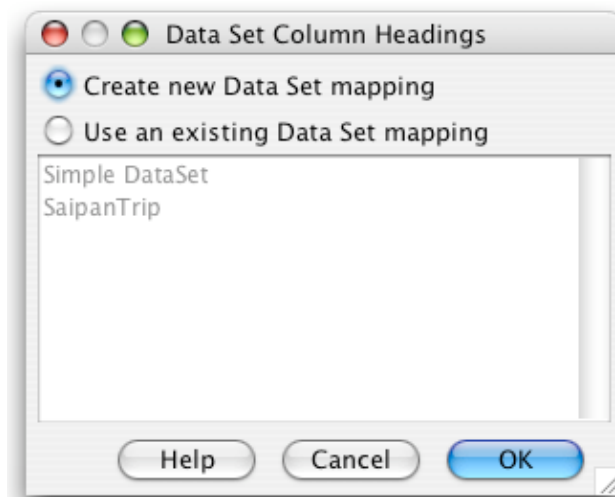 Data Set Column Headings
Create new Data Set mapping
Use an existing Data Set mapping
Simple DataSet
SaipanTrip
Help Cancel OK